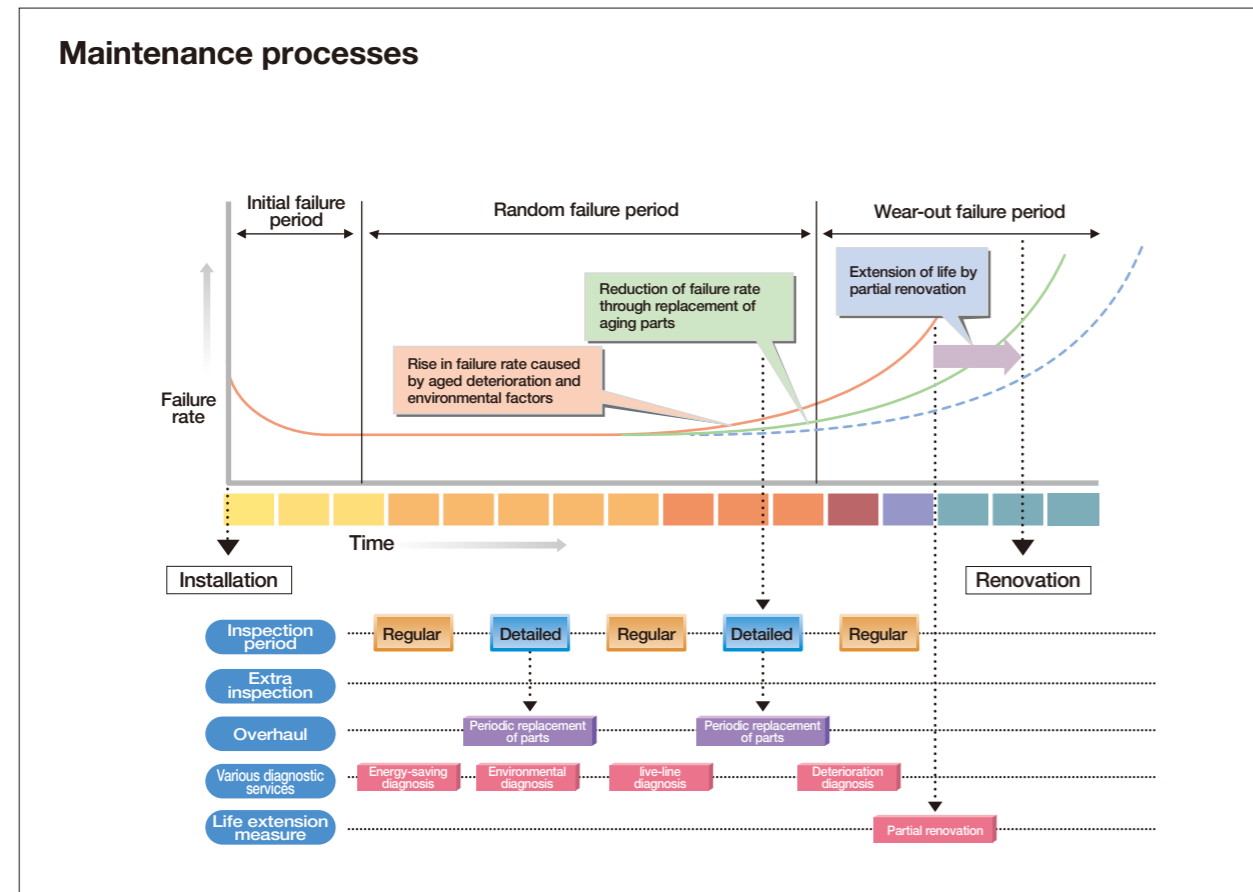 Maintenance processes
Initial failure
period
Random failure period
Wear-out failure period
Extension of life by
partial renovation
Reduction of failure rate
through replacement of
aging parts
Rise in failure rate caused
by aged deterioration and
environmental factors
Failure
rate
Time
Installation
Renovation
Inspection
period
Regular
Detailed
Regular
Detailed
Regular
Extra
inspection
Overhaul
Periodic replacement
of parts
Periodic replacement
of parts
Various diagnostic
services
Energy-saving
diagnosis
Environmental
diagnosis
live-line
diagnosis
Deterioration
diagnosis
Life extension
measure
Partial renovation